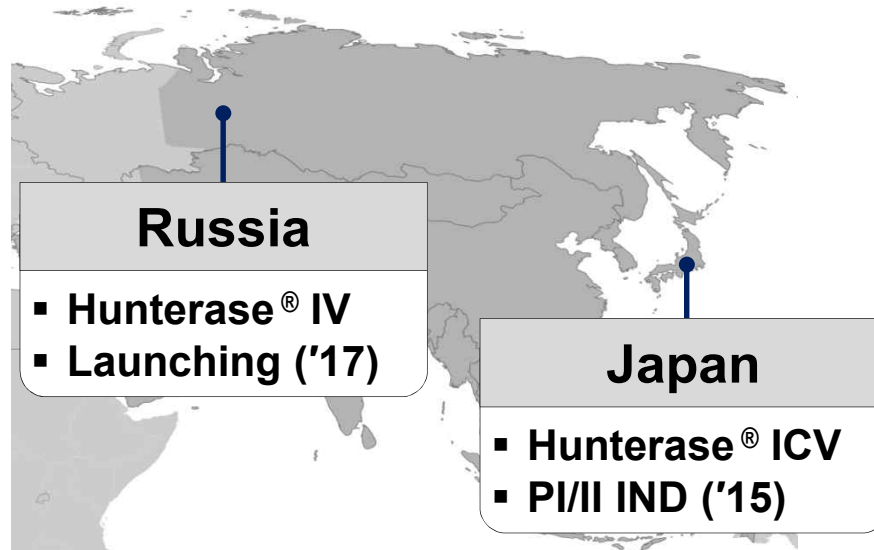 Russia
▪ Hunterase® IV
▪ Launching ('17)
Japan
▪ Hunterase® ICV
▪ PI/II IND ('15)